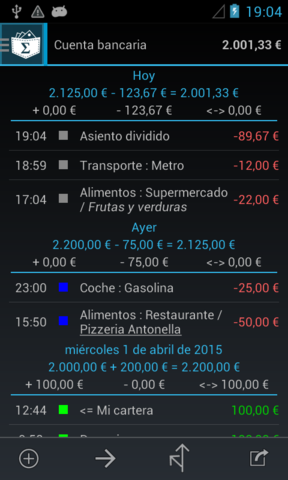 19:04
Σ
Cuenta bancaria 2.001,33 €
Hoy
2.125,00 € - 123,67 € = 2.001,33 €
+ 0,00 € - 123,67 € <-> 0,00 €
19:04 Asiento dividido -89,67 €
18:59 Transporte : Metro -12,00 €
17:04 Alimentos : Supermercado / Frutas y verduras -22,00 €
Ayer
2.200,00 € - 75,00 € = 2.125,00 €
+ 0,00 € - 75,00 € <-> 0,00 €
23:00 Coche : Gasolina -25,00 €
15:50 Alimentos : Restaurante / Pizzeria Antonella -50,00 €
miércoles 1 de abril de 2015
2.000,00 € + 200,00 € = 2.200,00 €
+ 100,00 € - 0,00 € <-> 100,00 €
12:44 <= Mi cartera 100,00 €